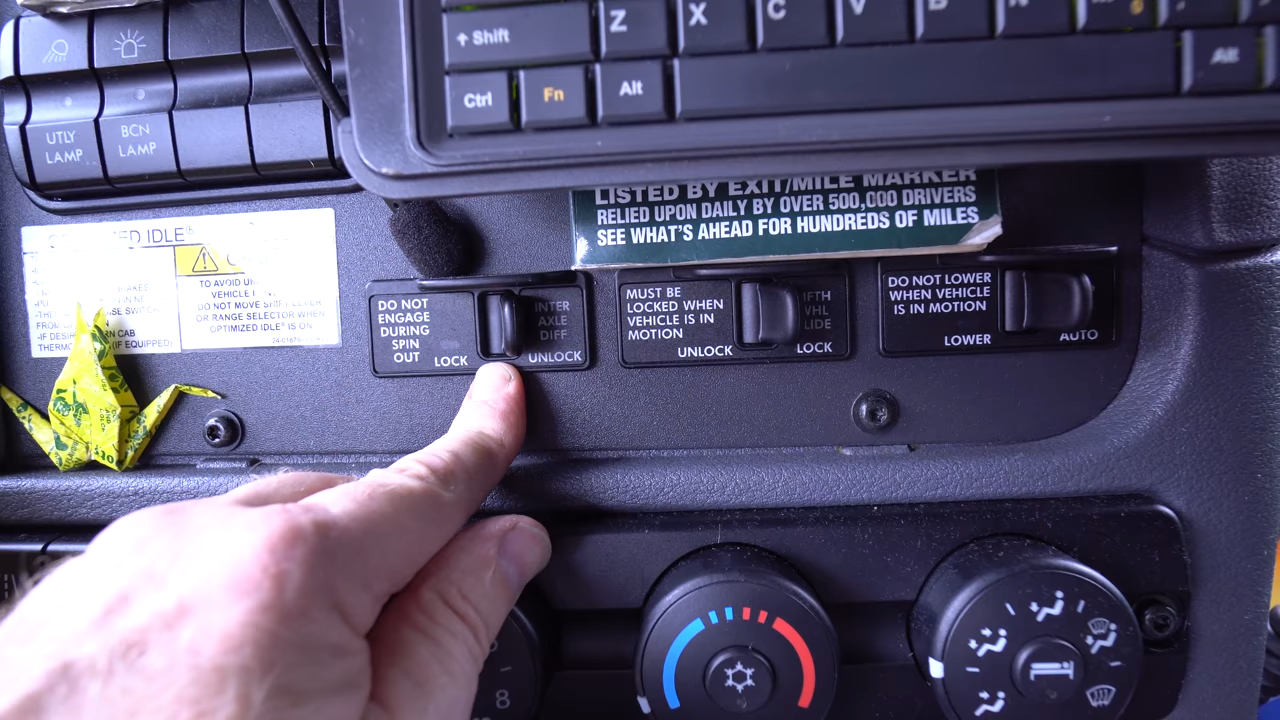 Z X C V B
↑ Shift
Ctrl Fn Alt Alt
UTLY
LAMP
BCN
LAMP
LISTED BY EXIT/MILE MARKER
RELIED UPON DAILY BY OVER 500,000 DRIVERS
SEE WHAT'S AHEAD FOR HUNDREDS OF MILES
IDLE®
TO AVOID
VEHICLE
DO NOT MOVE SHIFT LEVER
OR RANGE SELECTOR WHEN
OPTIMIZED IDLE® IS ON
(IF EQUIPPED)
DO NOT
ENGAGE
DURING
SPIN
OUT
LOCK
INTER
AXLE
DIFF
UNLOCK
MUST BE
LOCKED WHEN
VEHICLE IS IN
MOTION
UNLOCK
LOCK
DO NOT LOWER
WHEN VEHICLE
IS IN MOTION
LOWER
AUTO
8